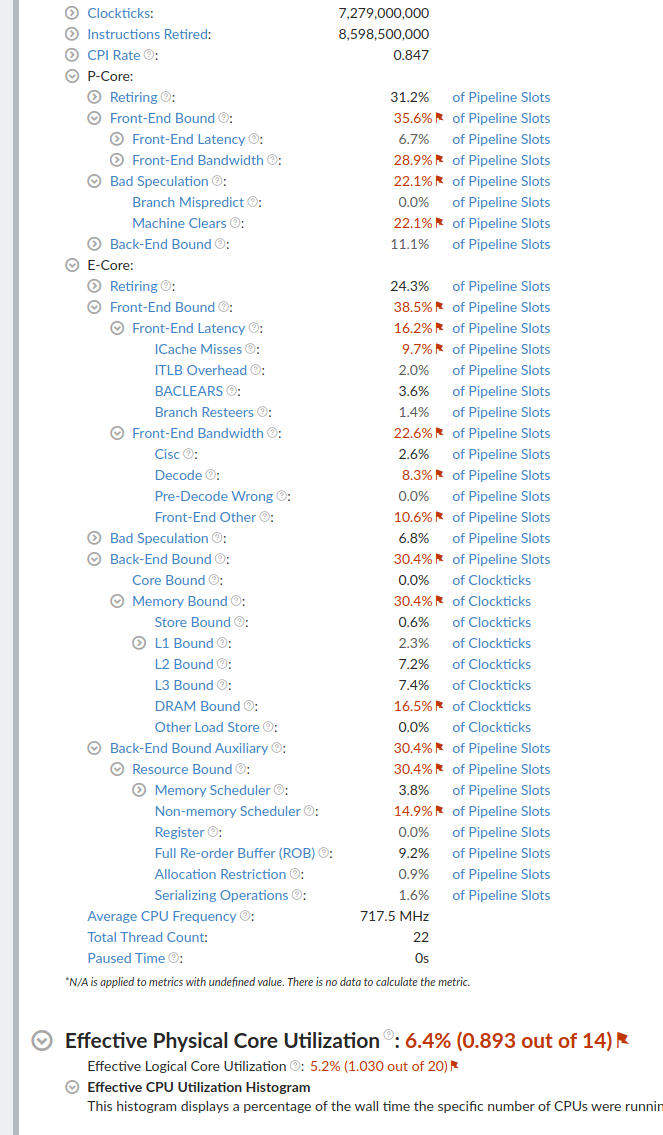 Clockticks: 7,279,000,000
Instructions Retired: 8,598,500,000
CPI Rate ?: 0.847
P-Core:
Retiring ?: 31.2% of Pipeline Slots
Front-End Bound ?: 35.6% of Pipeline Slots
Front-End Latency ?: 6.7% of Pipeline Slots
Front-End Bandwidth ?: 28.9% of Pipeline Slots
Bad Speculation ?: 22.1% of Pipeline Slots
Branch Mispredict ?: 0.0% of Pipeline Slots
Machine Clears ?: 22.1% of Pipeline Slots
Back-End Bound ?: 11.1% of Pipeline Slots
E-Core:
Retiring ?: 24.3% of Pipeline Slots
Front-End Bound ?: 38.5% of Pipeline Slots
Front-End Latency ?: 16.2% of Pipeline Slots
ICache Misses ?: 9.7% of Pipeline Slots
ITLB Overhead ?: 2.0% of Pipeline Slots
BACLEARS ?: 3.6% of Pipeline Slots
Branch Resteers ?: 1.4% of Pipeline Slots
Front-End Bandwidth ?: 22.6% of Pipeline Slots
Cisc ?: 2.6% of Pipeline Slots
Decode ?: 8.3% of Pipeline Slots
Pre-Decode Wrong ?: 0.0% of Pipeline Slots
Front-End Other ?: 10.6% of Pipeline Slots
Bad Speculation ?: 6.8% of Pipeline Slots
Back-End Bound ?: 30.4% of Pipeline Slots
Core Bound ?: 0.0% of Clockticks
Memory Bound ?: 30.4% of Clockticks
Store Bound ?: 0.6% of Clockticks
L1 Bound ?: 2.3% of Clockticks
L2 Bound ?: 7.2% of Clockticks
L3 Bound ?: 7.4% of Clockticks
DRAM Bound ?: 16.5% of Clockticks
Other Load Store ?: 0.0% of Clockticks
Back-End Bound Auxiliary ?: 30.4% of Pipeline Slots
Resource Bound ?: 30.4% of Pipeline Slots
Memory Scheduler ?: 3.8% of Pipeline Slots
Non-memory Scheduler ?: 14.9% of Pipeline Slots
Register ?: 0.0% of Pipeline Slots
Full Re-order Buffer (ROB) ?: 9.2% of Pipeline Slots
Allocation Restriction ?: 0.9% of Pipeline Slots
Serializing Operations ?: 1.6% of Pipeline Slots
Average CPU Frequency ?: 717.5 MHz
Total Thread Count: 22
Paused Time ?: 0s
*N/A is applied to metrics with undefined value. There is no data to calculate the metric.
Effective Physical Core Utilization ?: 6.4% (0.893 out of 14)
Effective Logical Core Utilization ?: 5.2% (1.030 out of 20)
Effective CPU Utilization Histogram
This histogram displays a percentage of the wall time the specific number of CPUs were runnin